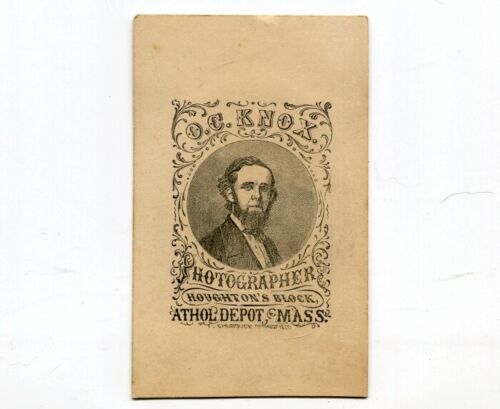 O. C. KNOX.
PHOTOGRAPHER
HOUGHTON'S BLOCK,
ATHOL DEPOT, MASS.